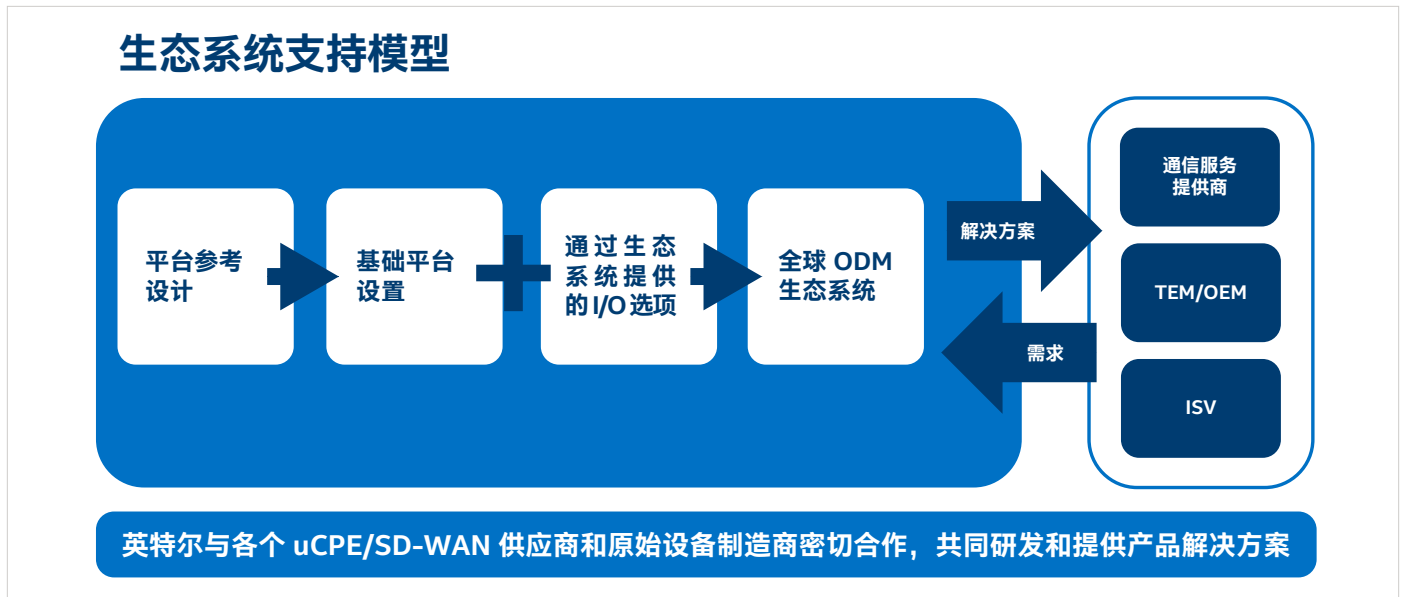 生态系统支持模型
平台参考
设计
基础平台
设置
通过生态
系统提供
的I/O选项
全球 ODM
生态系统
解决方案
需求
通信服务
提供商
TEM/OEM
ISV
英特尔与各个 uCPE/SD-WAN 供应商和原始设备制造商密切合作，共同研发和提供产品解决方案